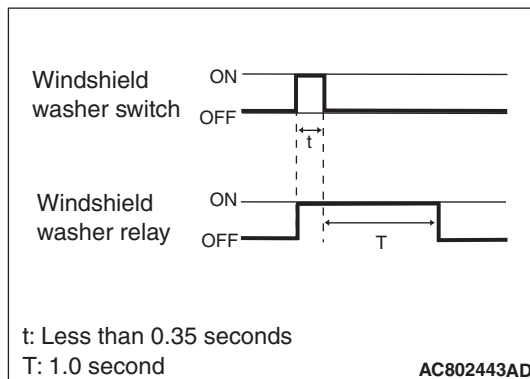 Windshield
washer switch
ON
OFF
t
Windshield
washer relay
ON
OFF
T
t: Less than 0.35 seconds
T: 1.0 second
AC802443AD